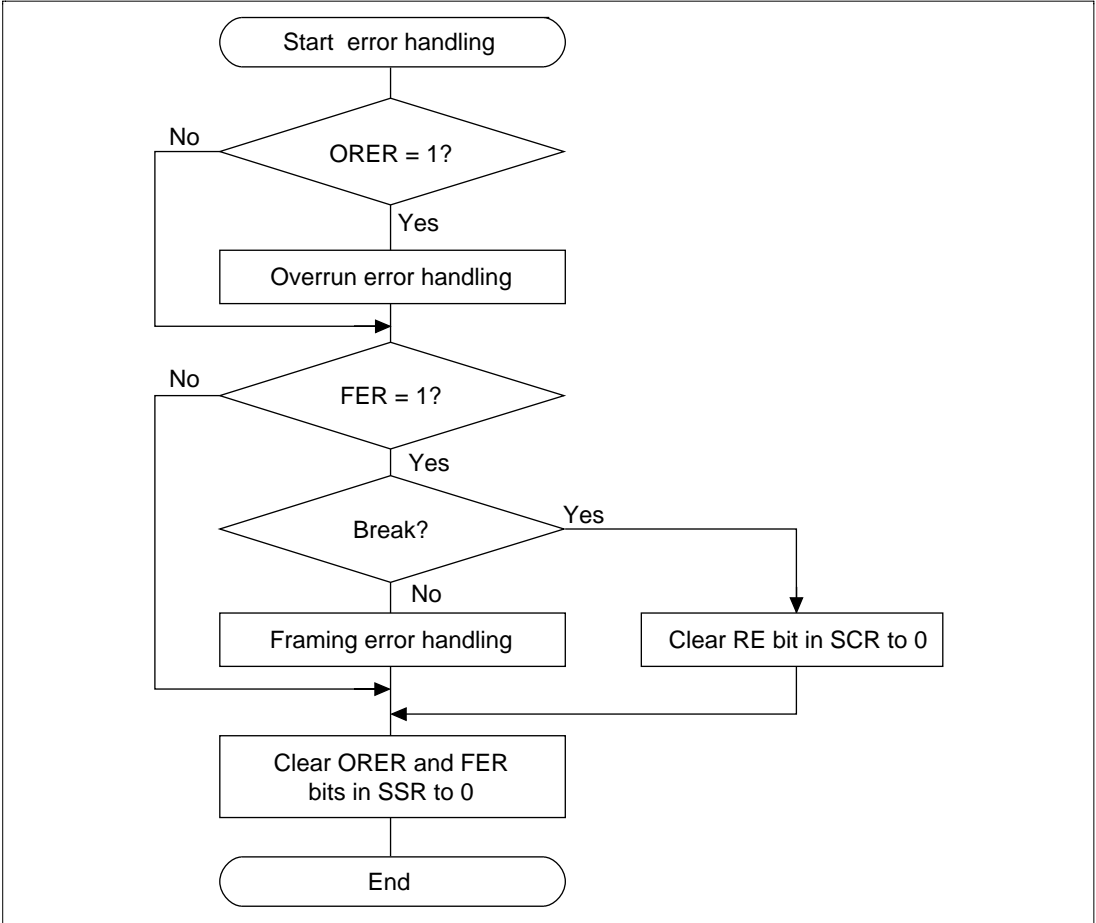 Start error handling
No
ORER = 1?
Yes
Overrun error handling
No
FER = 1?
Yes
Break?
Yes
No
Framing error handling
Clear RE bit in SCR to 0
Clear ORER and FER
bits in SSR to 0
End